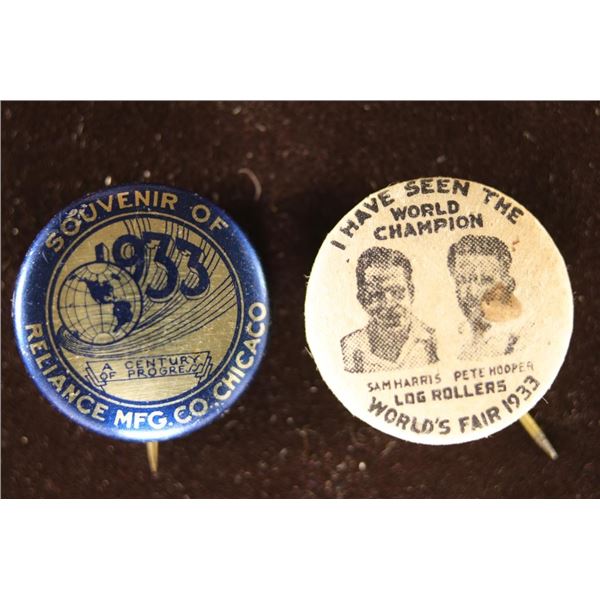 SOUVENIR OF
1933
A CENTURY
OF PROGRES
RELIANCE MFG. CO. CHICAGO
I HAVE SEEN THE
WORLD
CHAMPION
SAM HARRIS PETE HOOPER
LOG ROLLERS
WORLD'S FAIR 1933